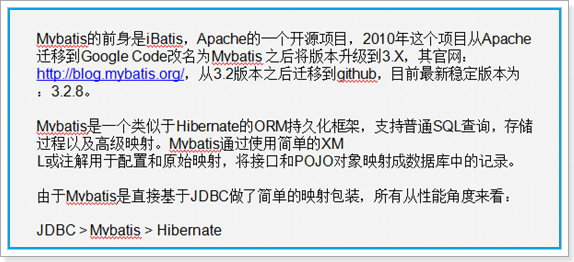 Mybatis的前身是iBatis，Apache的一个开源项目，2010年这个项目从Apache
迁移到Google Code改名为Mybatis 之后将版本升级到3.X，其官网：
http://blog.mybatis.org/，从3.2版本之后迁移到github，目前最新稳定版本为
：3.2.8。
Mybatis是一个类似于Hibernate的ORM持久化框架，支持普通SQL查询，存储
过程以及高级映射。Mybatis通过使用简单的XM
L或注解用于配置和原始映射，将接口和POJO对象映射成数据库中的记录。
由于Mybatis是直接基于JDBC做了简单的映射包装，所有从性能角度来看：
JDBC > Mybatis > Hibernate